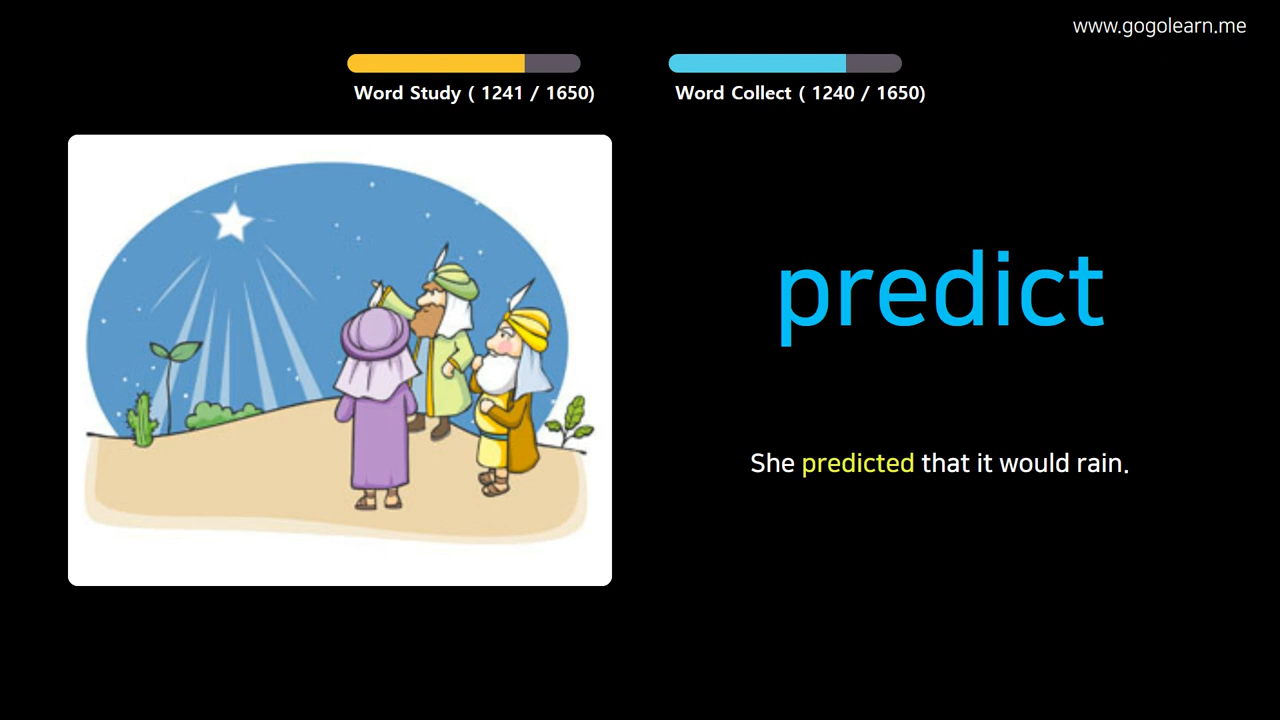 www.gogolearn.me
Word Study ( 1241 / 1650)
Word Collect ( 1240 / 1650)
predict
She predicted that it would rain.